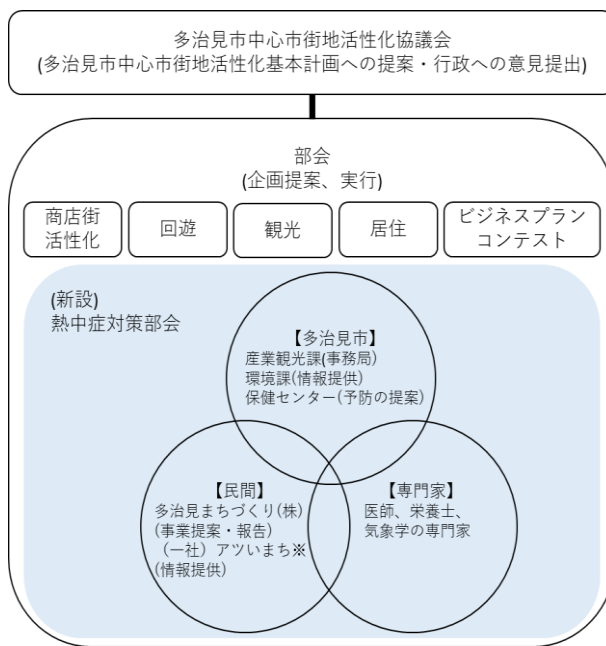 多治見市中心市街地活性化協議会
(多治見市中心市街地活性化基本計画への提案・行政への意見提出)
部会
(企画提案、実行)
商店街
活性化
回遊
観光
居住
ビジネスプラン
コンテスト
(新設)
熱中症対策部会
【多治見市】
産業観光課(事務局)
環境課(情報提供)
保健センター(予防の提案)
【民間】
多治見まちづくり(株)
(事業提案・報告)
（一社）アツいまち※
(情報提供)
【専門家】
医師、栄養士、
気象学の専門家